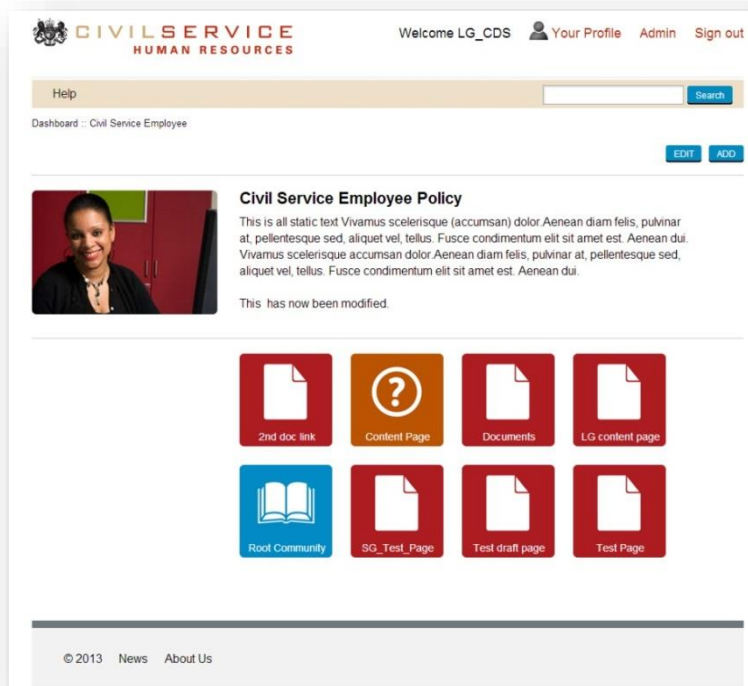 CIVILSERVICE
HUMAN RESOURCES
Welcome LG_CDS Your Profile Admin Sign out
Help Search
Dashboard :: Civil Service Employee
EDIT ADD
Civil Service Employee Policy
This is all static text Vivamus scelerisque (accumsan) dolor.Aenean diam felis, pulvinar
at, pellentesque sed, aliquet vel, tellus. Fusce condimentum elit sit amet est. Aenean dui.
Vivamus scelerisque accumsan dolor.Aenean diam felis, pulvinar at, pellentesque sed,
aliquet vel, tellus. Fusce condimentum elit sit amet est. Aenean dui.
This has now been modified.
2nd doc link Content Page Documents LG content page
Root Community SG_Test_Page Test draft page Test Page
© 2013 News About Us